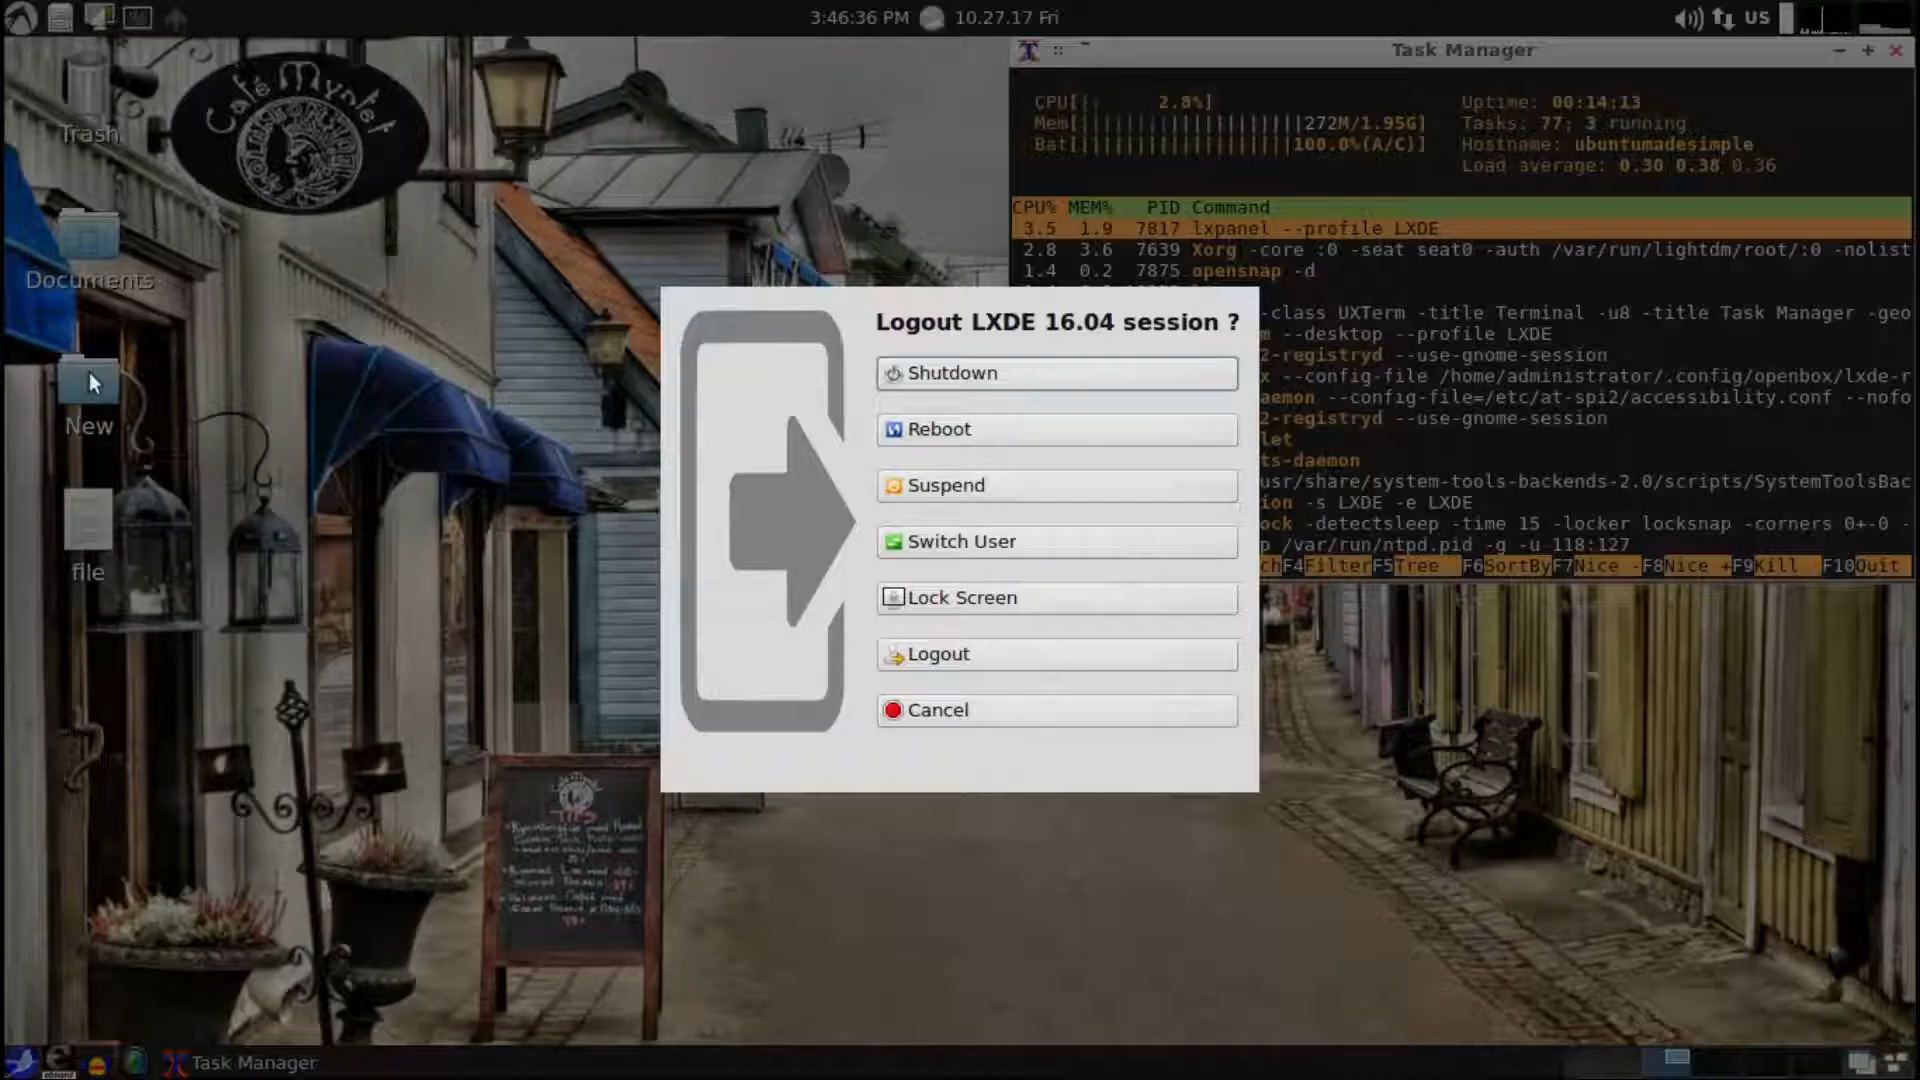 3:46:36 PM
10.27.17 Fri
US
Café Mynlet
Trash
Documents
New
file
Task Manager
CPU[ 2.8%]
Mem[272M/1.95G]
Bat[100.0%(A/C)]
Uptime: 00:14:13
Tasks: 77; 3 running
Hostname: ubuntumadesimple
Load average: 0.30 0.38 0.36
CPU% MEM% PID Command
3.5 1.9 7817 lxpanel --profile LXDE
2.8 3.6 7639 Xorg -core :0 -seat seat0 -auth /var/run/lightdm/root/:0 -nolist
1.4 0.2 7875 opensnap -d
-class UXTerm -title Terminal -u8 -title Task Manager -geo
m --desktop --profile LXDE
2-registryd --use-gnome-session
x --config-file /home/administrator/.config/openbox/lxde-r
aemon --config-file=/etc/at-spi2/accessibility.conf --nofo
2-registryd --use-gnome-session
let
ts-daemon
usr/share/system-tools-backends-2.0/scripts/SystemToolsBac
ion -s LXDE -e LXDE
ock -detectsleep -time 15 -locker locksnap -corners 0+-0 -
p /var/run/ntpd.pid -g -u 118:127
chF4FilterF5Tree F6SortByF7Nice -F8Nice +F9Kill F10Quit
Logout LXDE 16.04 session ?
Shutdown
Reboot
Suspend
Switch User
Lock Screen
Logout
Cancel
Task Manager